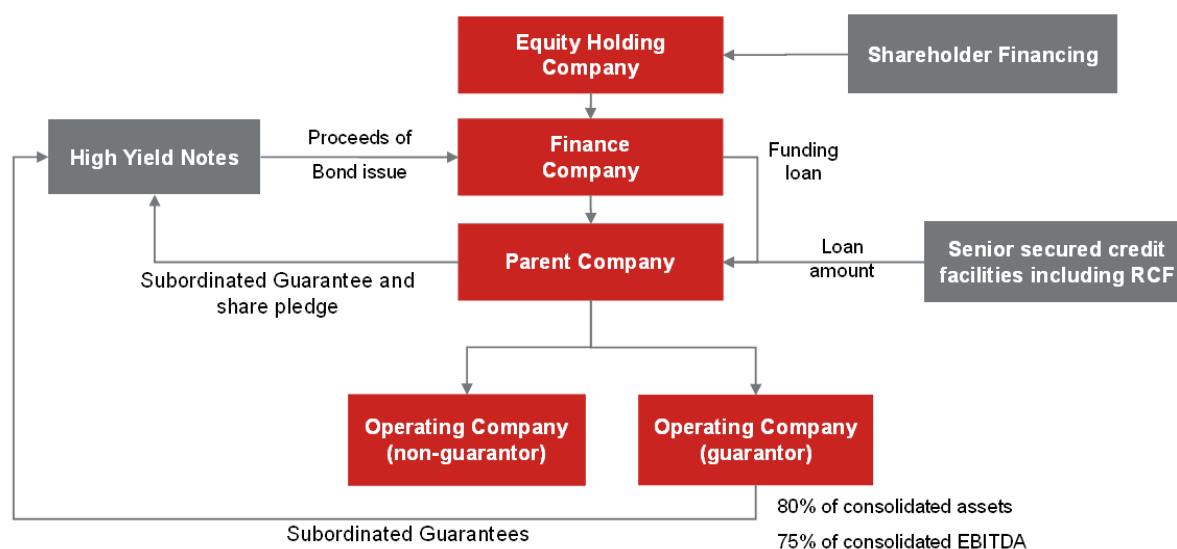 Equity Holding
Company
Shareholder Financing
High Yield Notes
Proceeds of
Bond issue
Finance
Company
Funding
loan
Parent Company
Loan
amount
Senior secured credit
facilities including RCF
Subordinated Guarantee and
share pledge
Operating Company
(non-guarantor)
Operating Company
(guarantor)
Subordinated Guarantees
80% of consolidated assets
75% of consolidated EBITDA